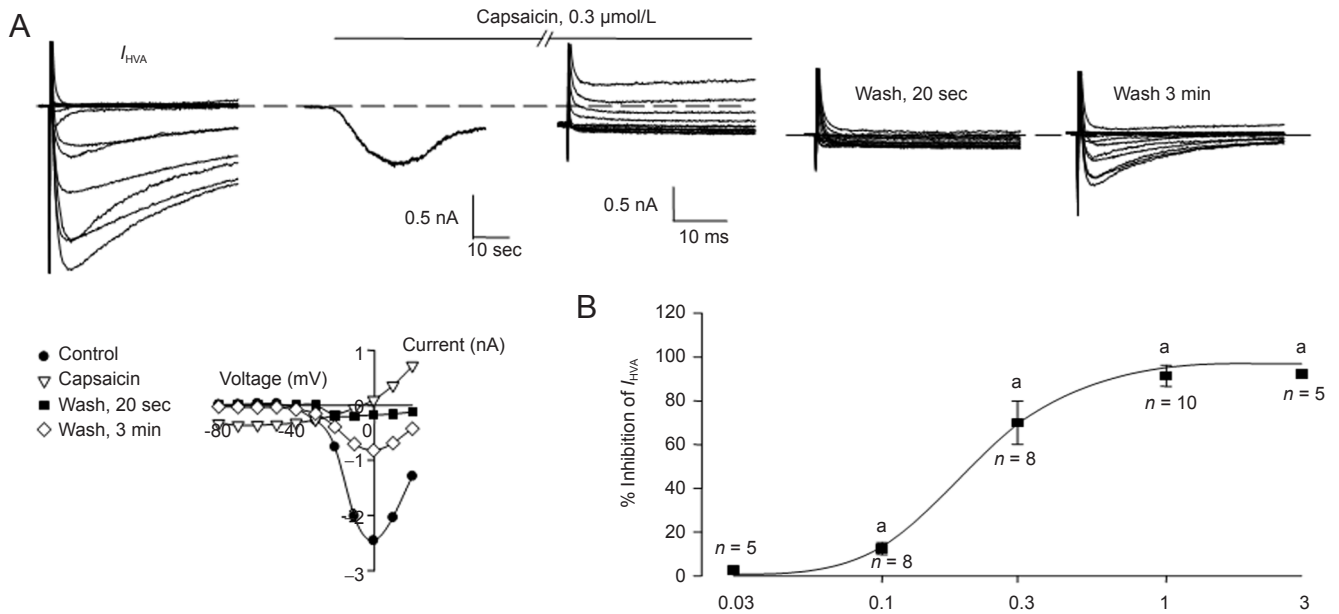 A
I HVA
Capsaicin, 0.3 μmol/L
Wash, 20 sec
Wash 3 min
0.5 nA
10 sec
0.5 nA
10 ms
Control
Capsaicin
Wash, 20 sec
Wash, 3 min
Voltage (mV)
Current (nA)
1
0
-80
-40
0
–1
-2
–3
B
% Inhibition of I HVA
120
100
80
60
40
20
0
n = 5
a
n = 8
a
n = 8
a
n = 10
a
n = 5
0.03
0.1
0.3
1
3